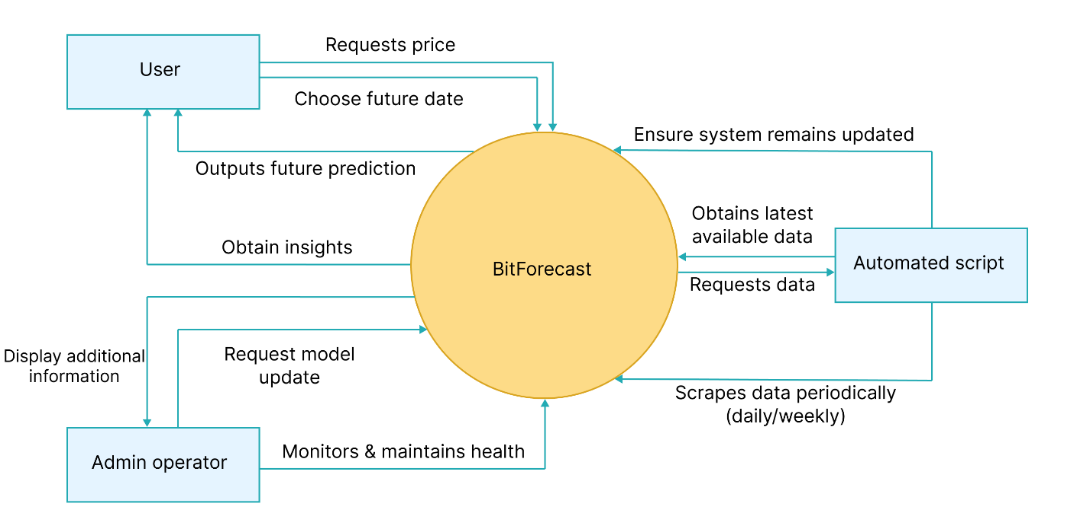 Requests price
User
Choose future date
Ensure system remains updated
Outputs future prediction
Obtains latest
available data
Obtain insights
BitForecast
Automated script
Requests data
Display additional
information
Request model
update
Scrapes data periodically
(daily/weekly)
Monitors & maintains health
Admin operator